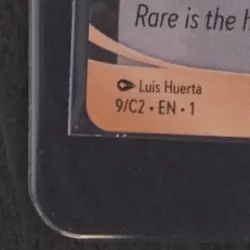 Rare is the
Luis Huerta
9/C2 • EN • 1